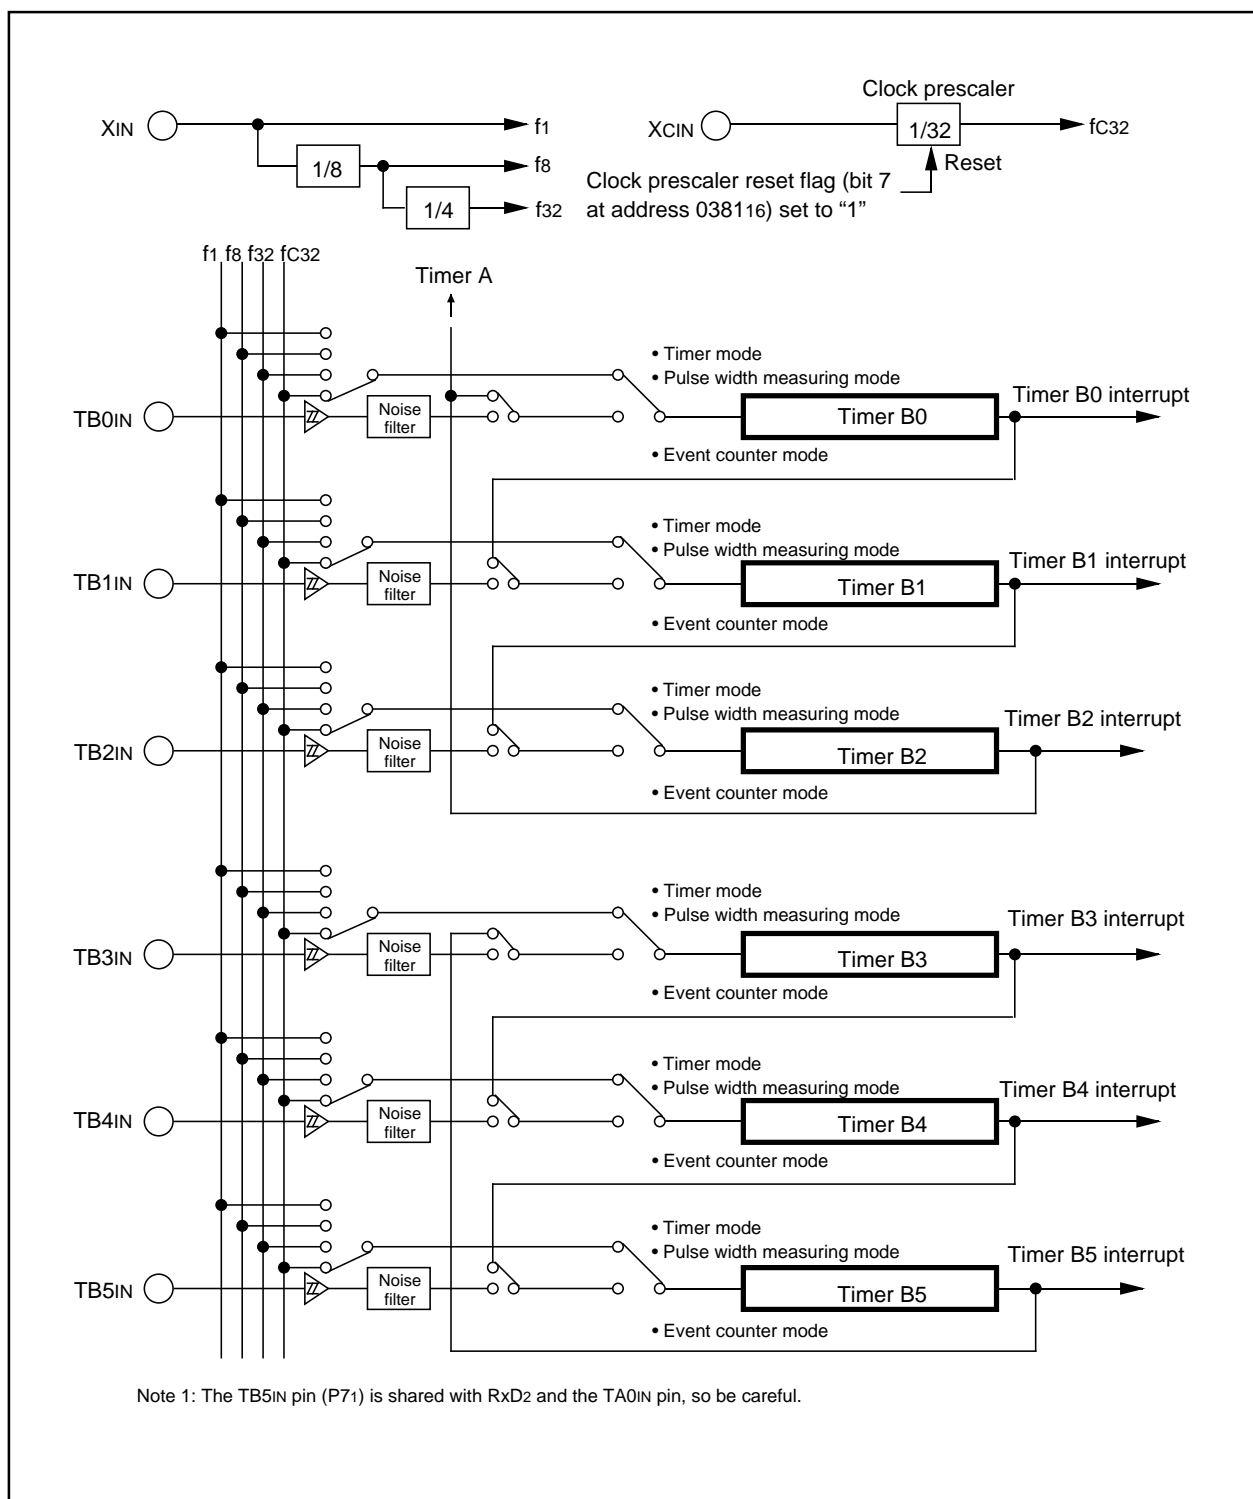 Clock prescaler
XIN
f1
XCIN
1/32
fC32
1/8
f8
Reset
Clock prescaler reset flag (bit 7
at address 038116) set to “1”
1/4
f32
f1 f8 f32 fC32
Timer A
• Timer mode
• Pulse width measuring mode
Timer B0 interrupt
TB0IN
Noise
filter
Timer B0
• Event counter mode
• Timer mode
• Pulse width measuring mode
Timer B1 interrupt
TB1IN
Noise
filter
Timer B1
• Event counter mode
• Timer mode
• Pulse width measuring mode
Timer B2 interrupt
TB2IN
Noise
filter
Timer B2
• Event counter mode
• Timer mode
• Pulse width measuring mode
Timer B3 interrupt
TB3IN
Noise
filter
Timer B3
• Event counter mode
• Timer mode
• Pulse width measuring mode
Timer B4 interrupt
TB4IN
Noise
filter
Timer B4
• Event counter mode
• Timer mode
• Pulse width measuring mode
Timer B5 interrupt
TB5IN
Noise
filter
Timer B5
• Event counter mode
Note 1: The TB5IN pin (P71) is shared with RxD2 and the TA0IN pin, so be careful.